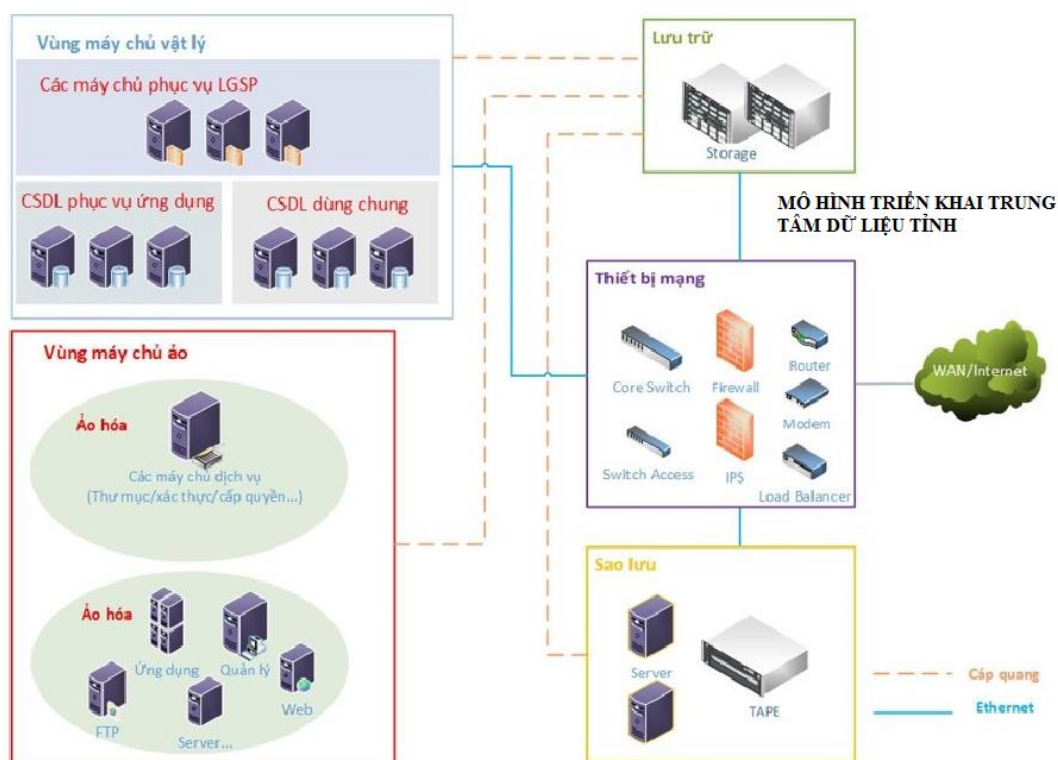 Vùng máy chủ vật lý
Các máy chủ phục vụ LGSP
CSDL phục vụ ứng dụng
CSDL dùng chung
Vùng máy chủ ảo
Ảo hóa
Các máy chủ dịch vụ
(Thư mục/xác thực/cấp quyền...)
Ảo hóa
Ứng dụng
Quản lý
Web
FTP
Server...
Lưu trữ
Storage
MÔ HÌNH TRIỂN KHAI TRUNG
TÂM DỮ LIỆU TỈNH
Thiết bị mạng
Core Switch
Firewall
Router
Modem
Switch Access
IPS
Load Balancer
WAN/Internet
Sao lưu
Server
TAPE
Cáp quang
Ethernet